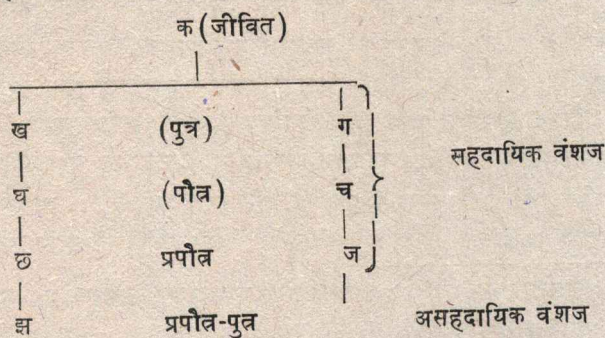 क (जीवित)
ख (पुत्र) ग
सहदायिक वंशज
घ (पौत्र) च
छ प्रपौत्र ज
झ प्रपौत्र-पुत्र असहदायिक वंशज